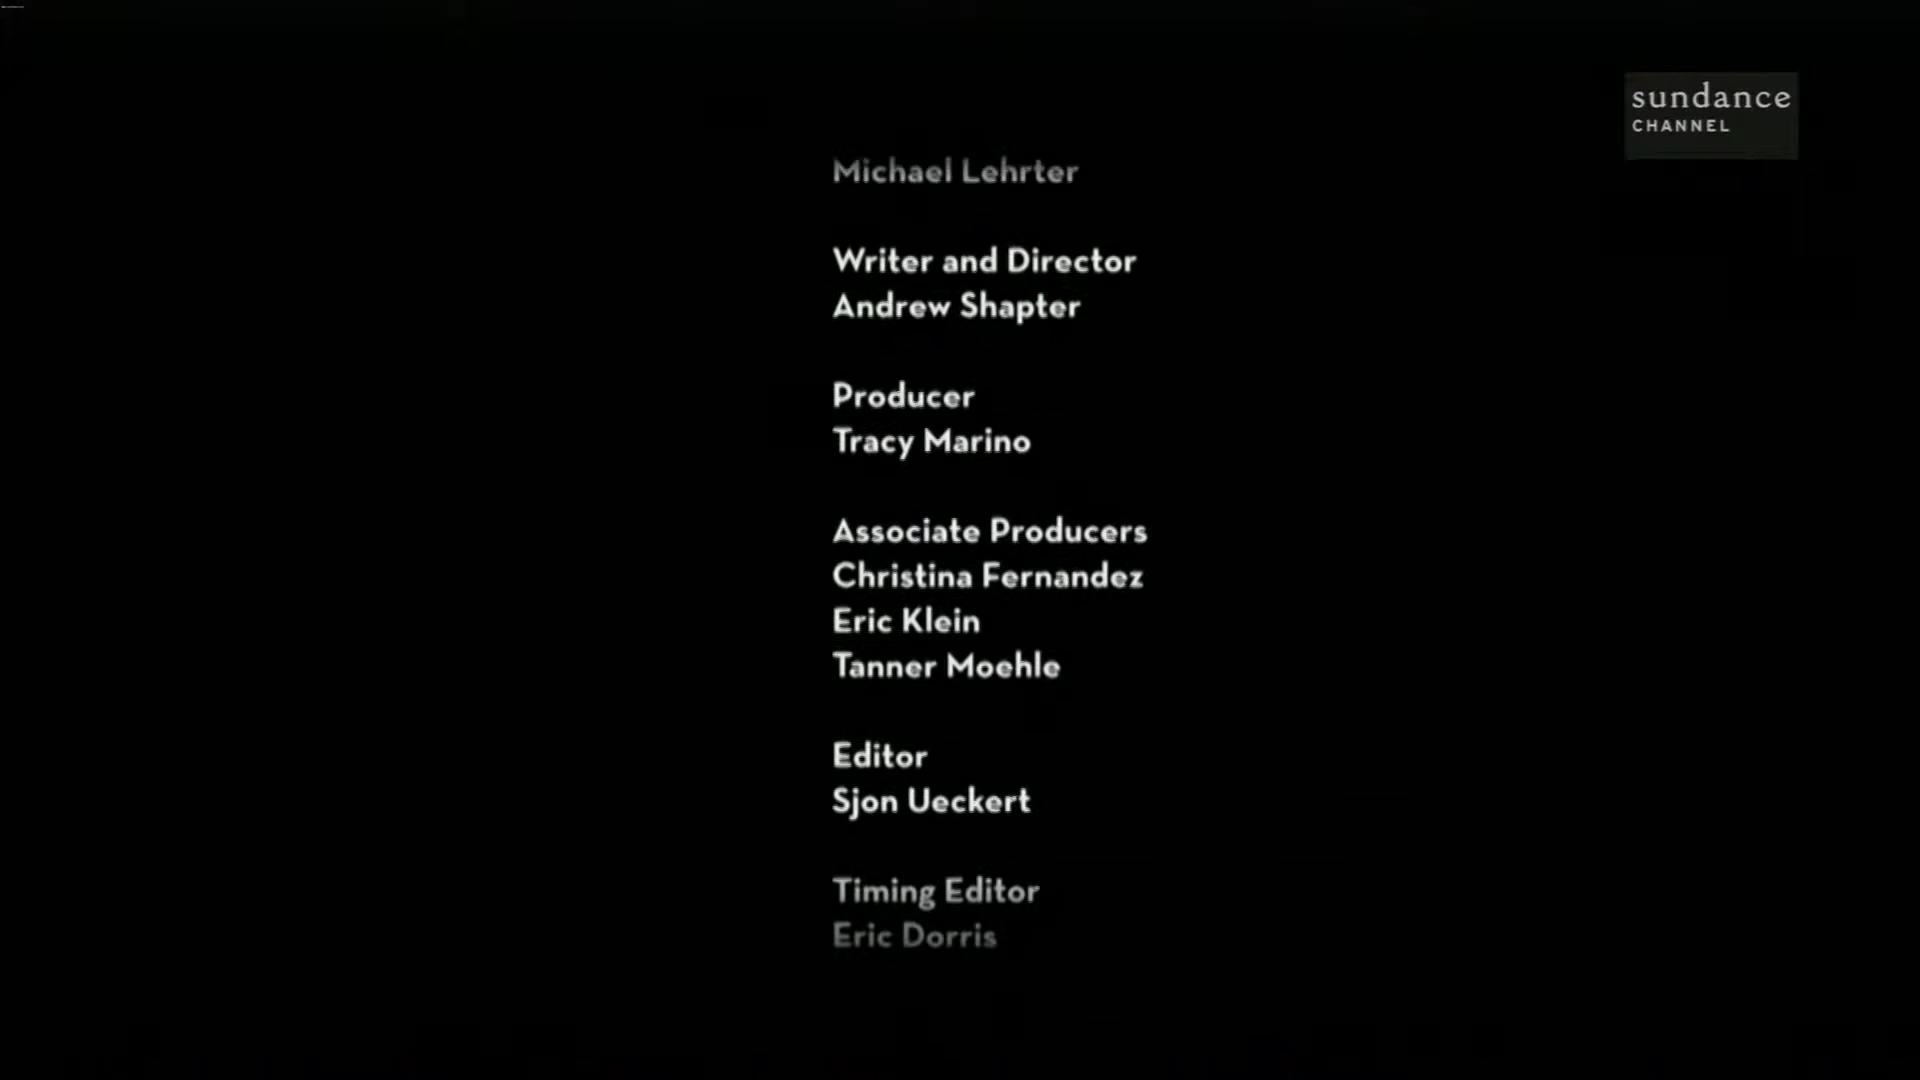 sundance
CHANNEL
Michael Lehrter
Writer and Director
Andrew Shapter
Producer
Tracy Marino
Associate Producers
Christina Fernandez
Eric Klein
Tanner Moehle
Editor
Sjon Ueckert
Timing Editor
Eric Dorris